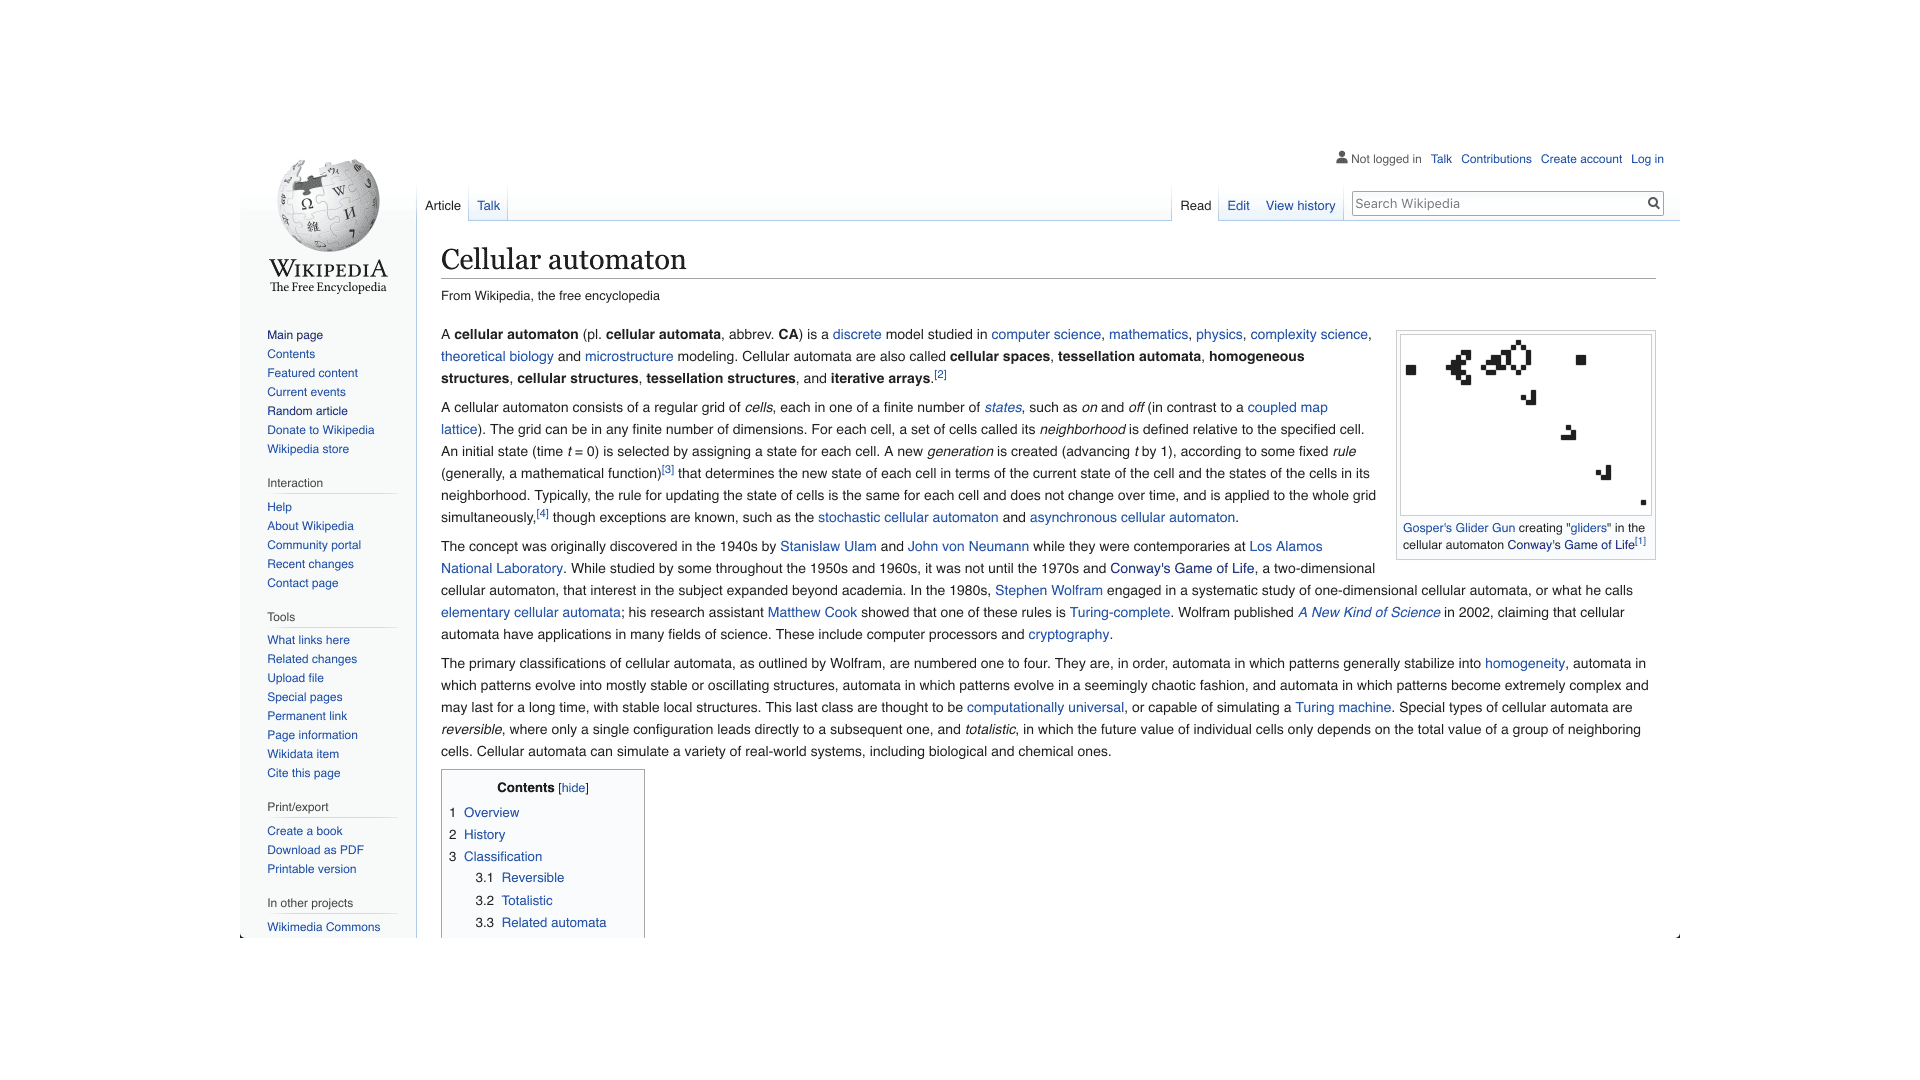 Not logged in Talk Contributions Create account Log in
Article Talk Read Edit View history Search Wikipedia
Ω W И 維 7
WIKIPEDIA
The Free Encyclopedia
Main page
Contents
Featured content
Current events
Random article
Donate to Wikipedia
Wikipedia store
Interaction
Help
About Wikipedia
Community portal
Recent changes
Contact page
Tools
What links here
Related changes
Upload file
Special pages
Permanent link
Page information
Wikidata item
Cite this page
Print/export
Create a book
Download as PDF
Printable version
In other projects
Wikimedia Commons
Cellular automaton
From Wikipedia, the free encyclopedia
A cellular automaton (pl. cellular automata, abbrev. CA) is a discrete model studied in computer science, mathematics, physics, complexity science,
theoretical biology and microstructure modeling. Cellular automata are also called cellular spaces, tessellation automata, homogeneous
structures, cellular structures, tessellation structures, and iterative arrays.[2]
A cellular automaton consists of a regular grid of cells, each in one of a finite number of states, such as on and off (in contrast to a coupled map
lattice). The grid can be in any finite number of dimensions. For each cell, a set of cells called its neighborhood is defined relative to the specified cell.
An initial state (time t = 0) is selected by assigning a state for each cell. A new generation is created (advancing t by 1), according to some fixed rule
(generally, a mathematical function)[3] that determines the new state of each cell in terms of the current state of the cell and the states of the cells in its
neighborhood. Typically, the rule for updating the state of cells is the same for each cell and does not change over time, and is applied to the whole grid
simultaneously,[4] though exceptions are known, such as the stochastic cellular automaton and asynchronous cellular automaton.
Gosper's Glider Gun creating "gliders" in the
cellular automaton Conway's Game of Life[1]
The concept was originally discovered in the 1940s by Stanislaw Ulam and John von Neumann while they were contemporaries at Los Alamos
National Laboratory. While studied by some throughout the 1950s and 1960s, it was not until the 1970s and Conway's Game of Life, a two-dimensional
cellular automaton, that interest in the subject expanded beyond academia. In the 1980s, Stephen Wolfram engaged in a systematic study of one-dimensional cellular automata, or what he calls
elementary cellular automata; his research assistant Matthew Cook showed that one of these rules is Turing-complete. Wolfram published A New Kind of Science in 2002, claiming that cellular
automata have applications in many fields of science. These include computer processors and cryptography.
The primary classifications of cellular automata, as outlined by Wolfram, are numbered one to four. They are, in order, automata in which patterns generally stabilize into homogeneity, automata in
which patterns evolve into mostly stable or oscillating structures, automata in which patterns evolve in a seemingly chaotic fashion, and automata in which patterns become extremely complex and
may last for a long time, with stable local structures. This last class are thought to be computationally universal, or capable of simulating a Turing machine. Special types of cellular automata are
reversible, where only a single configuration leads directly to a subsequent one, and totalistic, in which the future value of individual cells only depends on the total value of a group of neighboring
cells. Cellular automata can simulate a variety of real-world systems, including biological and chemical ones.
Contents [hide]
1 Overview
2 History
3 Classification
3.1 Reversible
3.2 Totalistic
3.3 Related automata